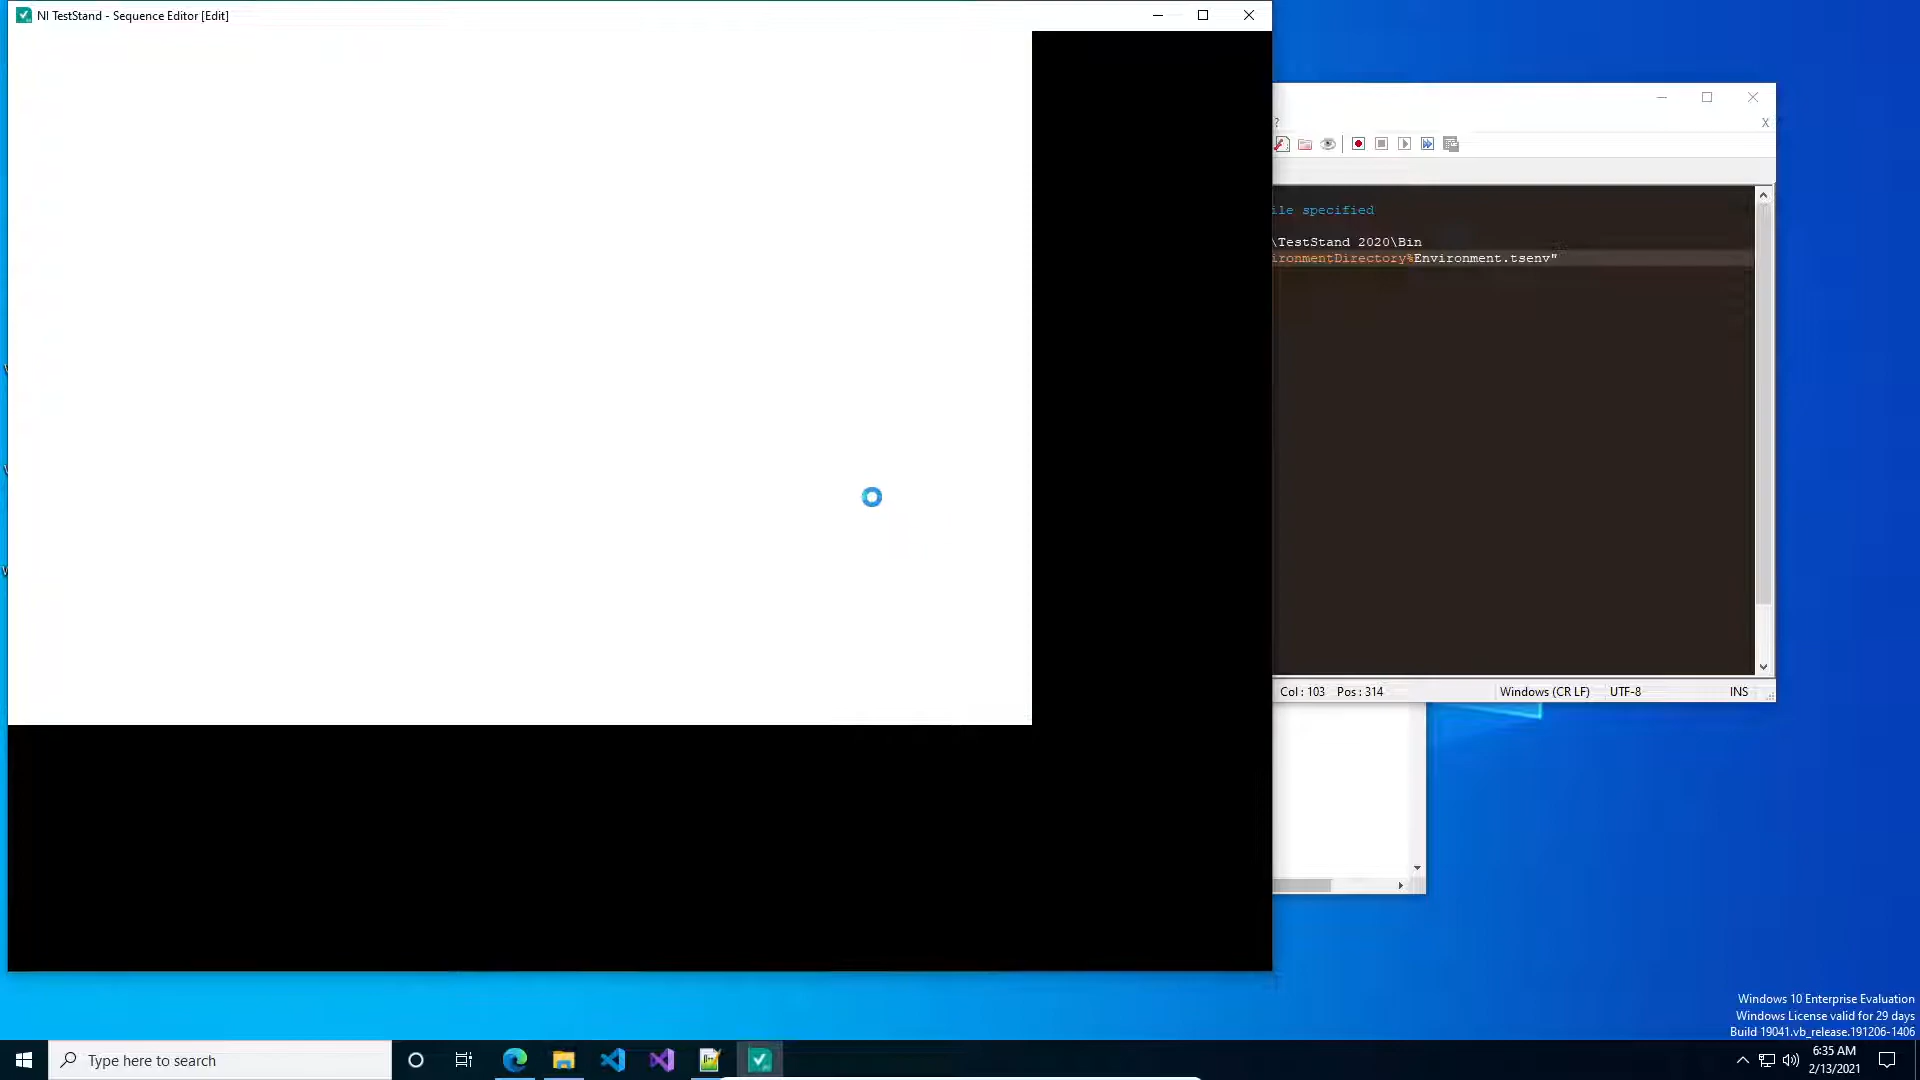 NI TestStand - Sequence Editor [Edit]
?
X
ile specified
\TestStand 2020\Bin
ironmentDirectory%Environment.tsenv"
Col : 103 Pos : 314
Windows (CR LF)
UTF-8
INS
Windows 10 Enterprise Evaluation
Windows License valid for 29 days
Build 19041.vb_release.191206-1406
Type here to search
6:35 AM
2/13/2021